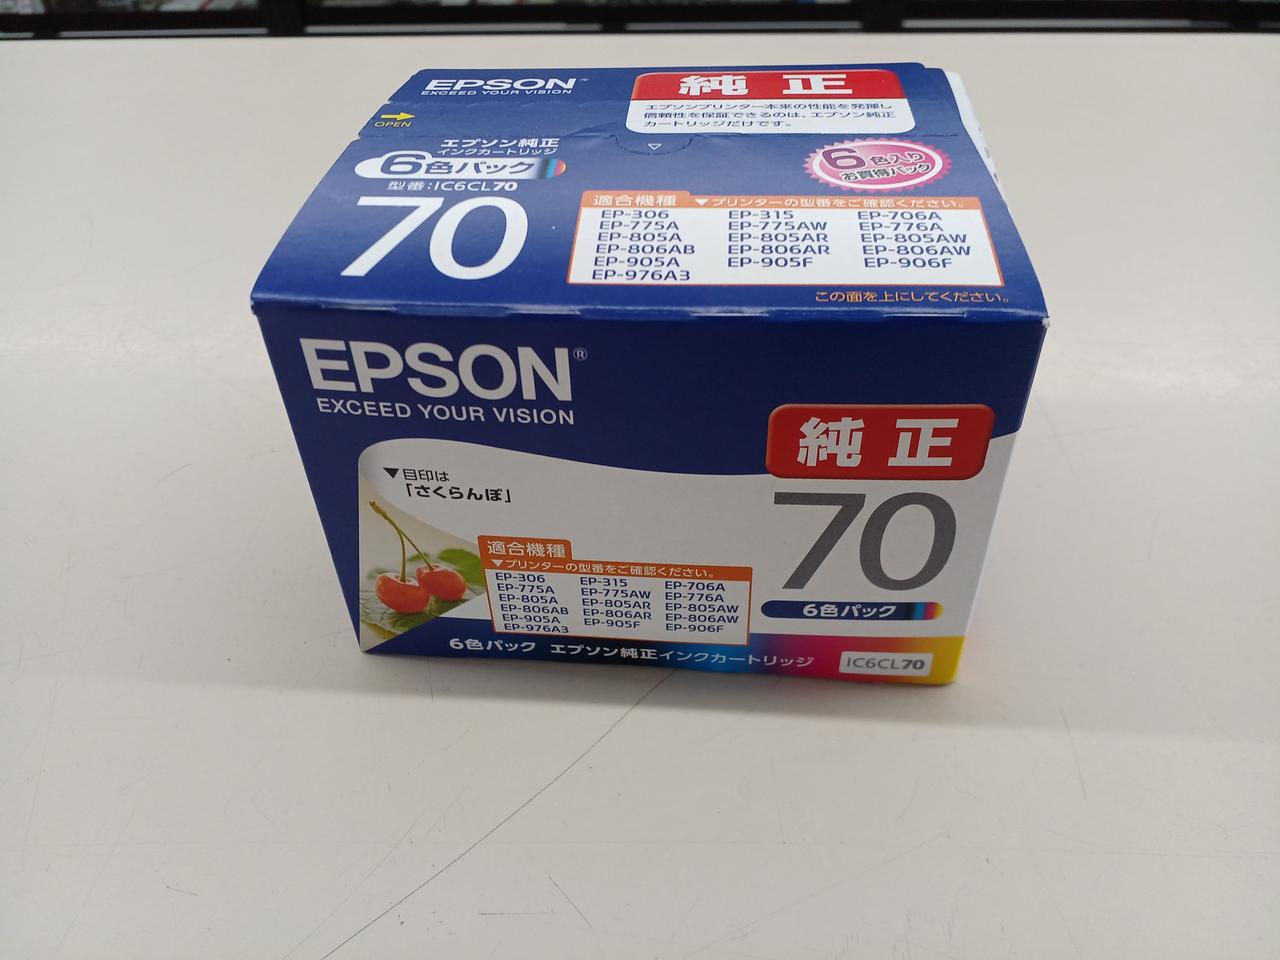 EPSON
EXCEED YOUR VISION
純正
エプソンプリンター本来の性能を発揮し
信頼性を保証できるのは、エプソン純正
カートリッジだけです。
OPEN
エプソン純正
インクカートリッジ
6色パック
型番:IC6CL70
70
6色入り
お買得パック
適合機種 ▼プリンターの型番をご確認ください。
EP-306 EP-315 EP-706A
EP-775A EP-775AW EP-776A
EP-805A EP-805AR EP-805AW
EP-806AB EP-806AR EP-806AW
EP-905A EP-905F EP-906F
EP-976A3
この面を上にしてください。
EPSON®
EXCEED YOUR VISION
純正
70
6色パック
▼目印は
「さくらんぼ」
適合機種
▼プリンターの型番をご確認ください。
EP-306 EP-315 EP-706A
EP-775A EP-775AW EP-776A
EP-805A EP-805AR EP-805AW
EP-806AB EP-806AR EP-806AW
EP-905A EP-905F EP-906F
EP-976A3
6色パック エプソン純正インクカートリッジ
IC6CL70